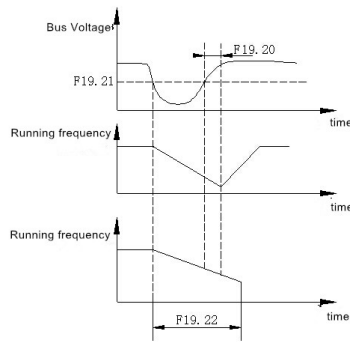 Bus Voltage
F19.20
F19.21
time
Running frequency
time
Running frequency
time
F19.22